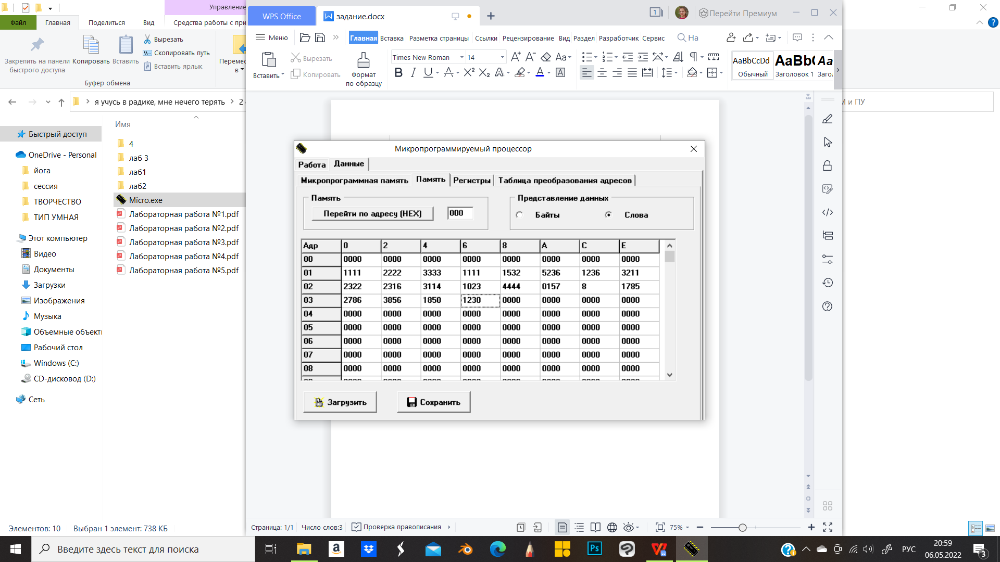 Управление
Файл
Главная
Поделиться
Вид
Средства работы с при
Закрепить на панели
быстрого доступа
Копировать
Вставить
Вырезать
Скопировать путь
Вставить ярлык
Перемес
в
Буфер обмена
я учусь в радике, мне нечего терять
2
Имя
Быстрый доступ
OneDrive - Personal
йога
сессия
ТВОРЧЕСТВО
ТИП УМНАЯ
Этот компьютер
Видео
Документы
Загрузки
Изображения
Музыка
Объемные объект
Рабочий стол
Windows (C:)
CD-дисковод (D:)
Сеть
4
лаб 3
лаб1
лаб2
Micro.exe
Лабораторная работа №1.pdf
Лабораторная работа №2.pdf
Лабораторная работа №3.pdf
Лабораторная работа №4.pdf
Лабораторная работа №5.pdf
Элементов: 10
Выбран 1 элемент: 738 КБ
WPS Office
задание.docx
1
Перейти Премиум
Меню
Главная
Вставка
Разметка страницы
Ссылки
Рецензирование
Вид
Раздел
Разработчик
Сервис
На
Вставить
Вырезать
Копировать
Формат
по образцу
Times New Roman
14
AaBbCcDd
Обычный
AaBb
Заголовок 1
Aa
Заго
и ПУ
Микропрограммируемый процессор
Работа
Данные
Микропрограммная память
Память
Регистры
Таблица преобразования адресов
Память
Перейти по адресу (HEX)
000
Представление данных
Байты
Слова
Адр 0 2 4 6 8 A C E
00 0000 0000 0000 0000 0000 0000 0000 0000
01 1111 2222 3333 1111 1532 5236 1236 3211
02 2322 2316 3114 1023 4444 0157 8 1785
03 2786 3856 1850 1230 0000 0000 0000 0000
04 0000 0000 0000 0000 0000 0000 0000 0000
05 0000 0000 0000 0000 0000 0000 0000 0000
06 0000 0000 0000 0000 0000 0000 0000 0000
07 0000 0000 0000 0000 0000 0000 0000 0000
08 0000 0000 0000 0000 0000 0000 0000 0000
Загрузить
Сохранить
Страница: 1/1
Число слов:3
Проверка правописания
75%
Введите здесь текст для поиска
РУС
20:59
06.05.2022
3